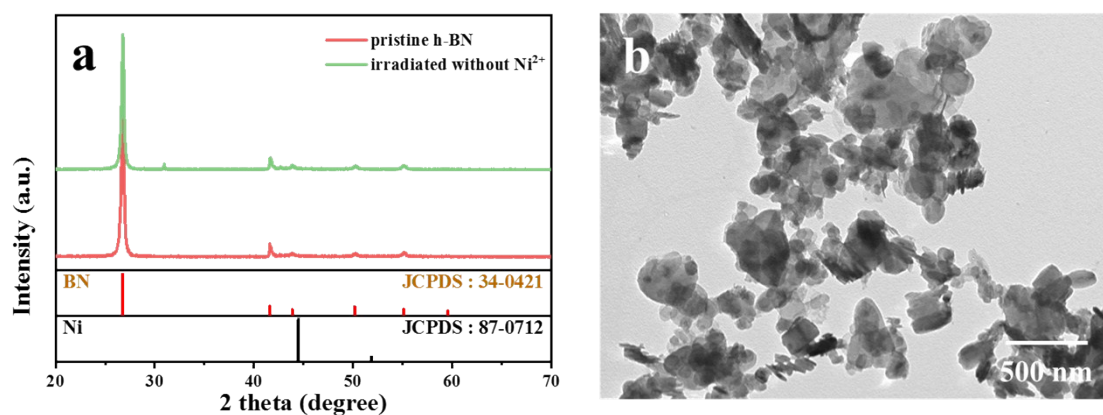 a
pristine h-BN
irradiated without Ni²⁺
Intensity (a.u.)
BN
JCPDS : 34-0421
Ni
JCPDS : 87-0712
20 30 40 50 60 70
2 theta (degree)
b
500 nm